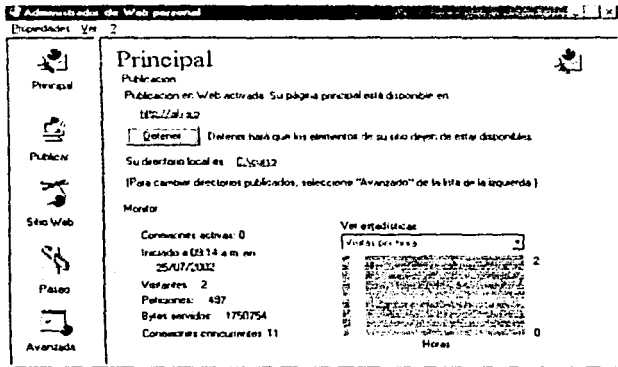 Administrador de Web personal
Propiedades Ver ?
Principal
Publicar
Sitio Web
Paseo
Avanzada
Principal
Publicación
Publicación en Web activada. Su página principal está disponible en
Detener
Detener hará que los elementos de su sitio dejen de estar disponibles.
Su directorio local es
(Para cambiar directorios publicados, seleccione "Avanzado" de la lista de la izquierda.)
Monitor
Conexiones activas: 0
Iniciado a 09:14 a.m. en
25/07/2002
Visitantes 2
Peticiones: 497
Bytes servidos 1750754
Conexiones concurrentes 11
Ver estadísticas
Visitas por hora
2
0
Horas